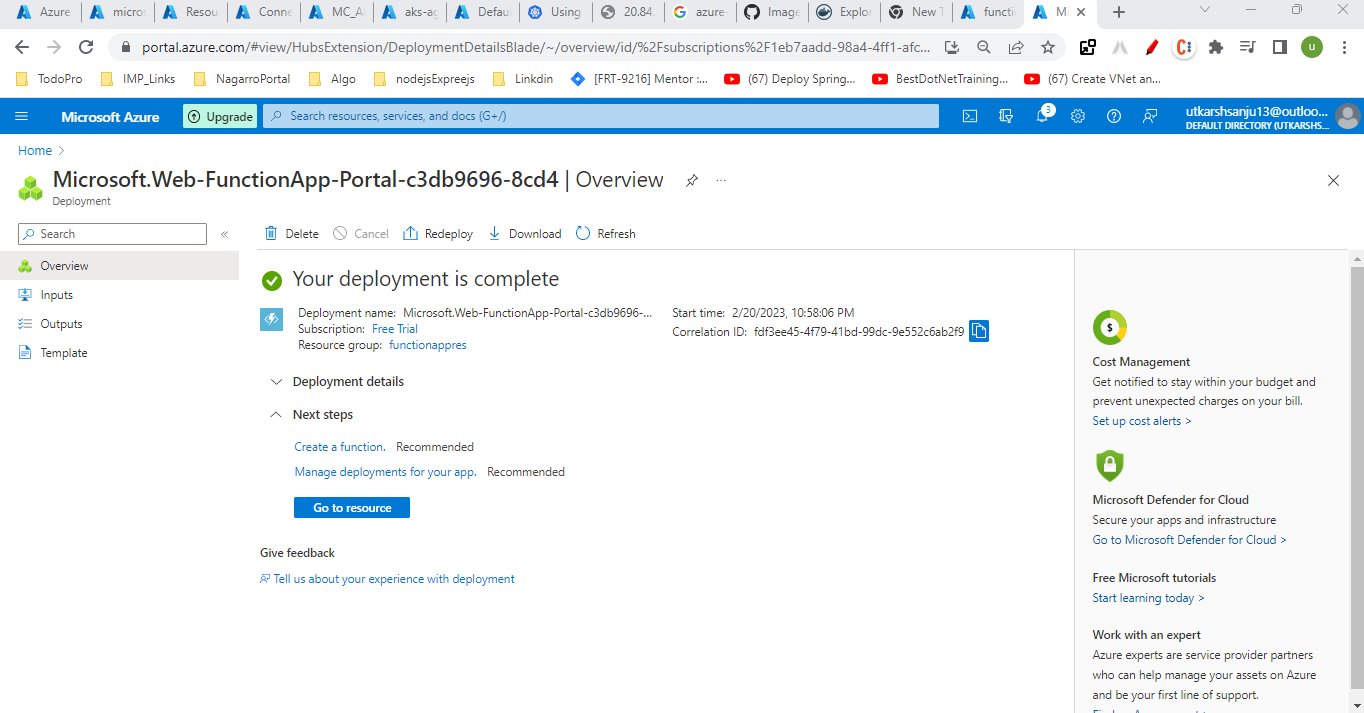 Azure micros Resou Conne MC_A aks-ag Defau Using 20.84. azure- Image Explo New T functi Mi
portal.azure.com/#view/HubsExtension/DeploymentDetailsBlade/~/overview/id/%2Fsubscriptions%2F1eb7aadd-98a4-4ff1-afc...
TodoPro IMP_Links NagarroPortal Algo nodejsExpreejs Linkdin [FRT-9216] Mentor :... (67) Deploy Spring... BestDotNetTraining... (67) Create VNet an...
Microsoft Azure Upgrade Search resources, services, and docs (G+/) 3 utkarshsanju13@outloo...
DEFAULT DIRECTORY (UTKARSHS...
Home >
Microsoft.Web-FunctionApp-Portal-c3db9696-8cd4 | Overview ...
Deployment
Search « Delete Cancel Redeploy Download Refresh
Overview
Inputs
Outputs
Template
Your deployment is complete
Deployment name: Microsoft.Web-FunctionApp-Portal-c3db9696-...
Subscription: Free Trial
Resource group: functionappres
Start time: 2/20/2023, 10:58:06 PM
Correlation ID: fdf3ee45-4f79-41bd-99dc-9e552c6ab2f9
Deployment details
Next steps
Create a function. Recommended
Manage deployments for your app. Recommended
Go to resource
Give feedback
Tell us about your experience with deployment
$
Cost Management
Get notified to stay within your budget and
prevent unexpected charges on your bill.
Set up cost alerts >
Microsoft Defender for Cloud
Secure your apps and infrastructure
Go to Microsoft Defender for Cloud >
Free Microsoft tutorials
Start learning today >
Work with an expert
Azure experts are service provider partners
who can help manage your assets on Azure
and be your first line of support.